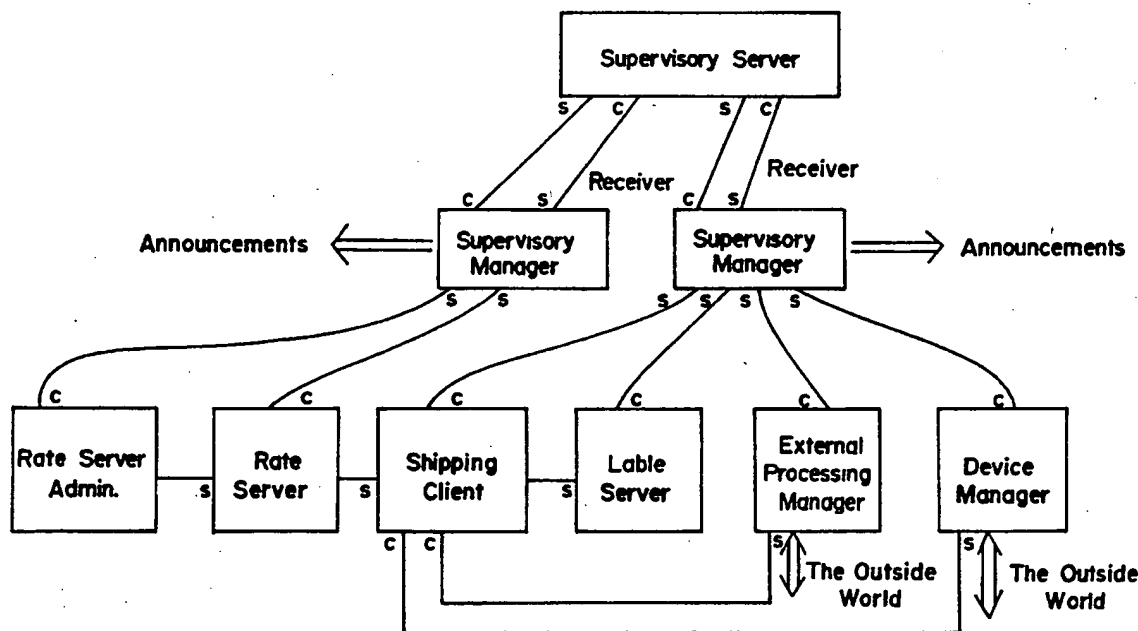 Supervisory Server
S
C
S
C
Receiver
Receiver
C
S
C
S
Announcements
Supervisory
Manager
Supervisory
Manager
Announcements
S
S
S
S
S
S
C
C
C
C
C
C
Rate Server
Admin.
Rate
Server
Shipping
Client
Lable
Server
External
Processing
Manager
Device
Manager
S
S
S
C
C
S
S
The Outside
World
The Outside
World